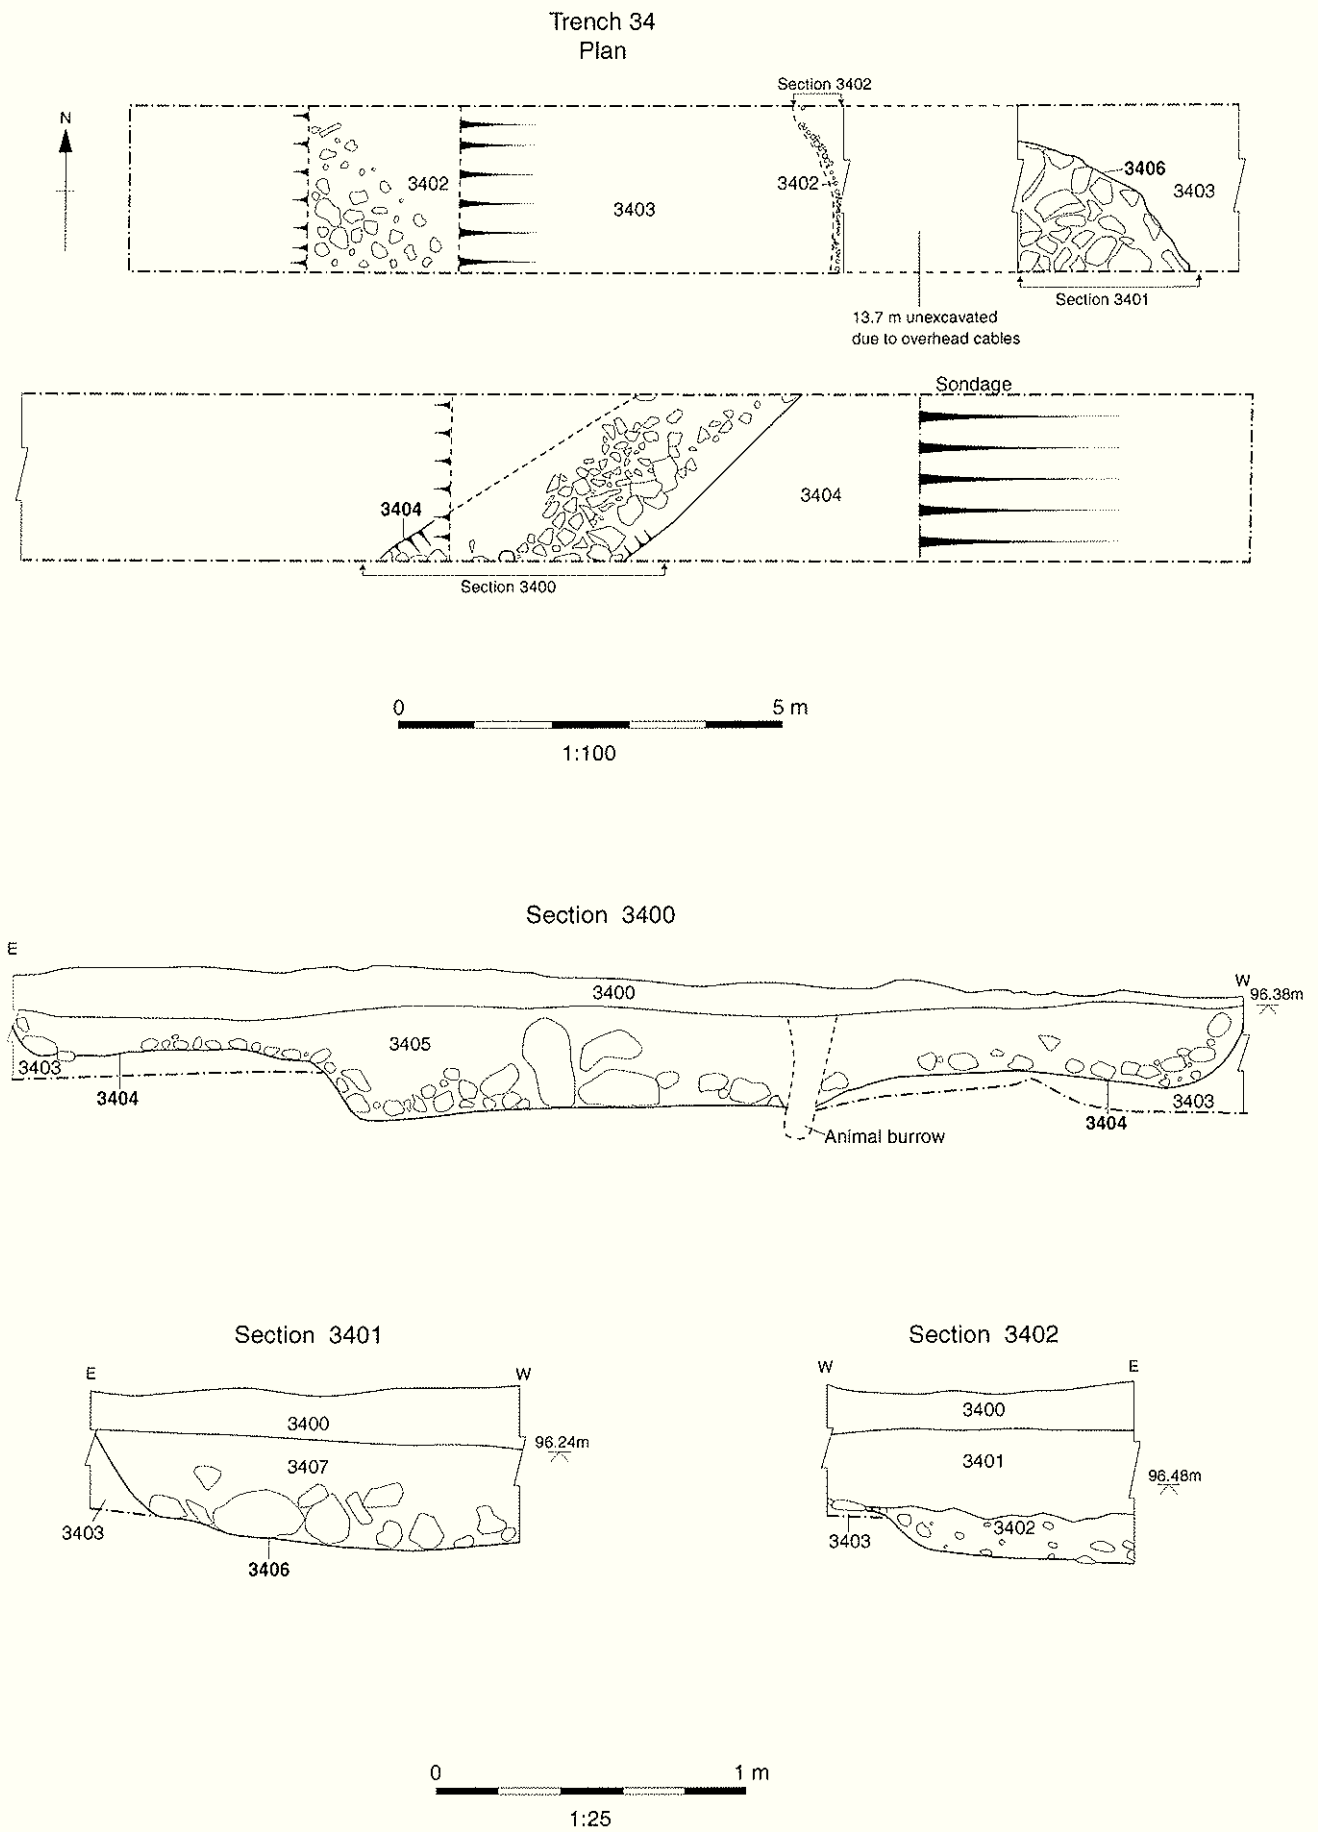 Trench 34
Plan
Section 3402
N
3402
3403
3402
3406
3403
Section 3401
13.7 m unexcavated
due to overhead cables
Sondage
3404
3404
Section 3400
0 5 m
1:100
Section 3400
E
W
96.38m
3400
3405
3403
3404
3403
3404
Animal burrow
Section 3401
E W
3400
96.24m
3407
3403
3406
Section 3402
W E
3400
3401
96.48m
3402
3403
0 1 m
1:25